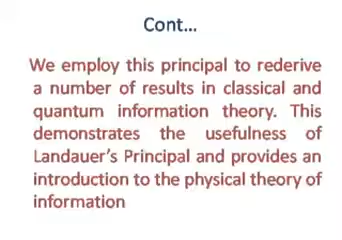 Cont...
We employ this principal to rederive
a number of results in classical and
quantum information theory. This
demonstrates the usefulness of
Landauer's Principal and provides an
introduction to the physical theory of
information